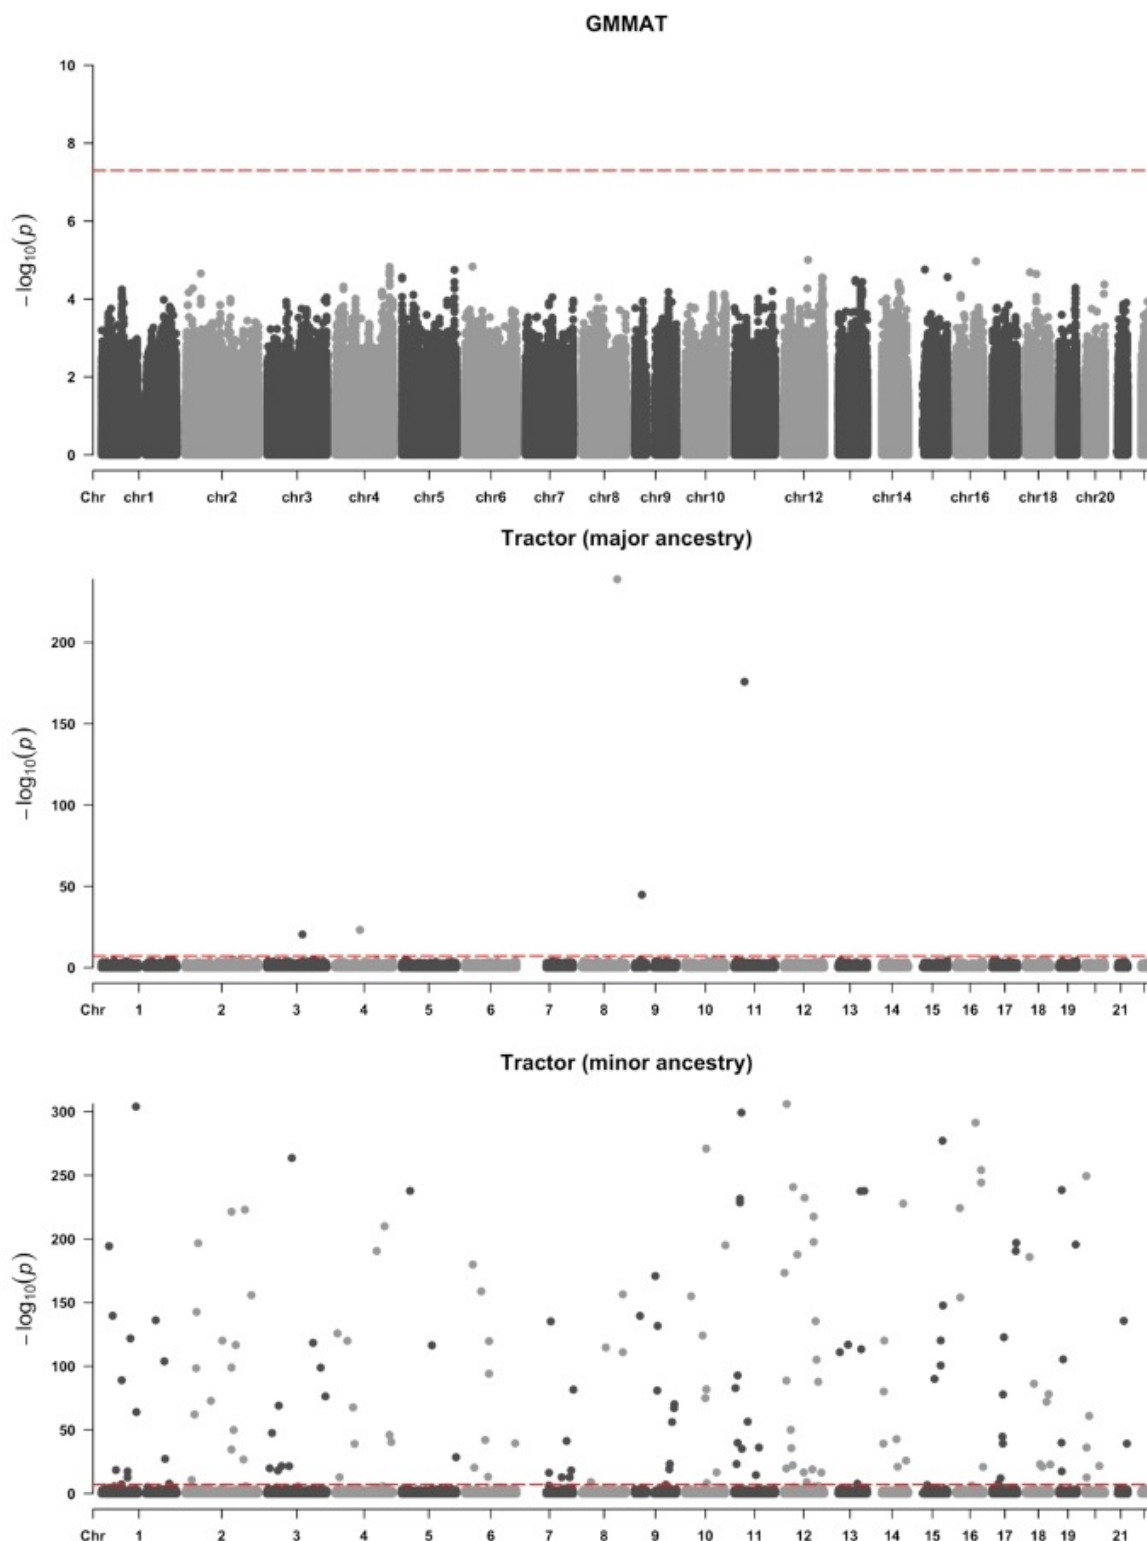 GMMAT
10
8
6
4
2
0
−log10(p)
Chr chr1 chr2 chr3 chr4 chr5 chr6 chr7 chr8 chr9 chr10 chr12 chr14 chr16 chr18 chr20
Tractor (major ancestry)
200
150
100
50
0
−log10(p)
Chr 1 2 3 4 5 6 7 8 9 10 11 12 13 14 15 16 17 18 19 21
Tractor (minor ancestry)
300
250
200
150
100
50
0
−log10(p)
Chr 1 2 3 4 5 6 7 8 9 10 11 12 13 14 15 16 17 18 19 21